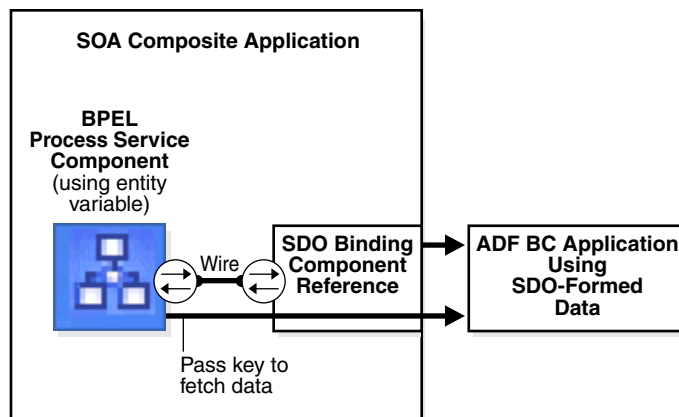 SOA Composite Application
BPEL
Process Service
Component
(using entity
variable)
Wire
SDO Binding
Component
Reference
ADF BC Application
Using
SDO-Formed
Data
Pass key to
fetch data